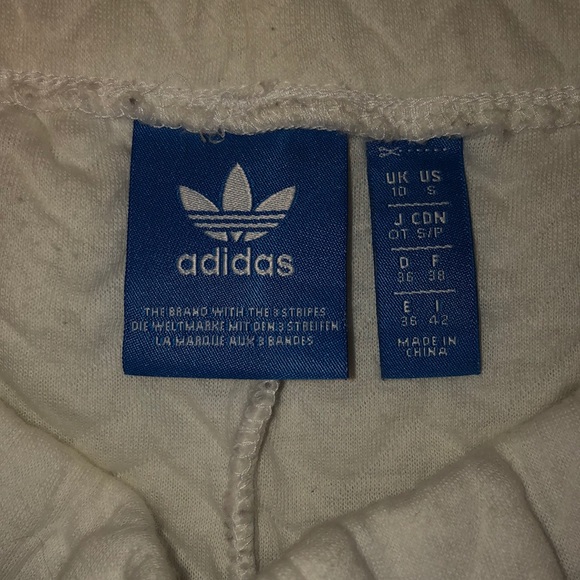 adidas
THE BRAND WITH THE 3 STRIPES
DIE WELTMARKE MIT DEN 3 STREIFEN
LA MARQUE AUX 3 BANDES
UK US
10 S
J CDN
OT S/P
D F
36 38
E I
36 42
MADE IN
CHINA